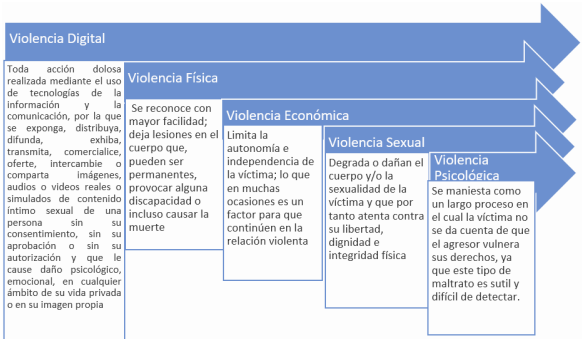 Violencia Digital
Toda acción dolosa
realizada mediante el uso
de tecnologías de la
información y la
comunicación, por la que
se exponga, distribuya,
difunda, exhiba,
transmita, comercialice,
oferte, intercambie o
comparta imágenes,
audios o videos reales o
simulados de contenido
íntimo sexual de una
persona sin su
consentimiento, sin su
aprobación o sin su
autorización y que le
cause daño psicológico,
emocional, en cualquier
ámbito de su vida privada
o en su imagen propia
Violencia Física
Se reconoce con
mayor facilidad;
deja lesiones en el
cuerpo que,
pueden ser
permanentes,
provocar alguna
discapacidad o
incluso causar la
muerte
Violencia Económica
Limita la
autonomía e
independencia de
la víctima; lo que
en muchas
ocasiones es un
factor para que
continúen en la
relación violenta
Violencia Sexual
Degrada o dañan el
cuerpo y/o la
sexualidad de la
víctima y que por
tanto atenta contra
su libertad,
dignidad e
integridad física
Violencia
Psicológica
Se maniesta como
un largo proceso en
el cual la víctima no
se da cuenta de que
el agresor vulnera
sus derechos, ya
que este tipo de
maltrato es sutil y
difícil de detectar.